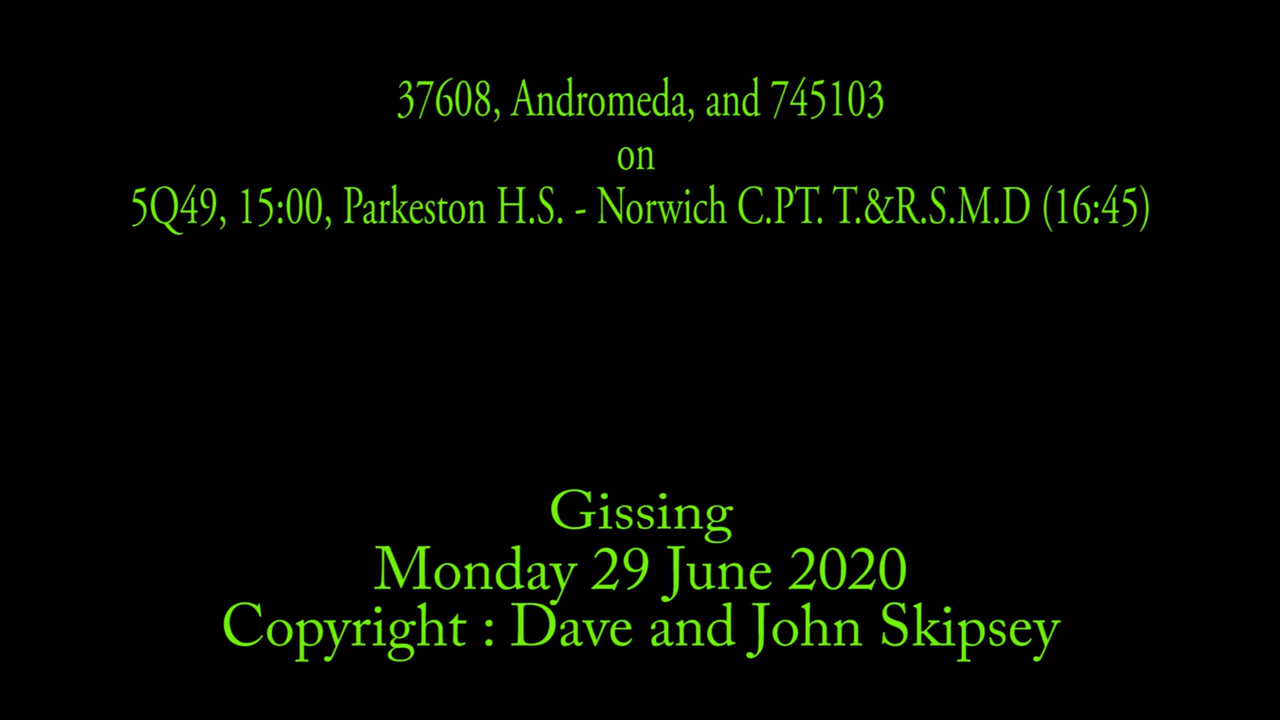 37608, Andromeda, and 745103
on
5Q49, 15:00, Parkeston H.S. - Norwich C.PT. T.&R.S.M.D (16:45)
Gissing
Monday 29 June 2020
Copyright : Dave and John Skipsey